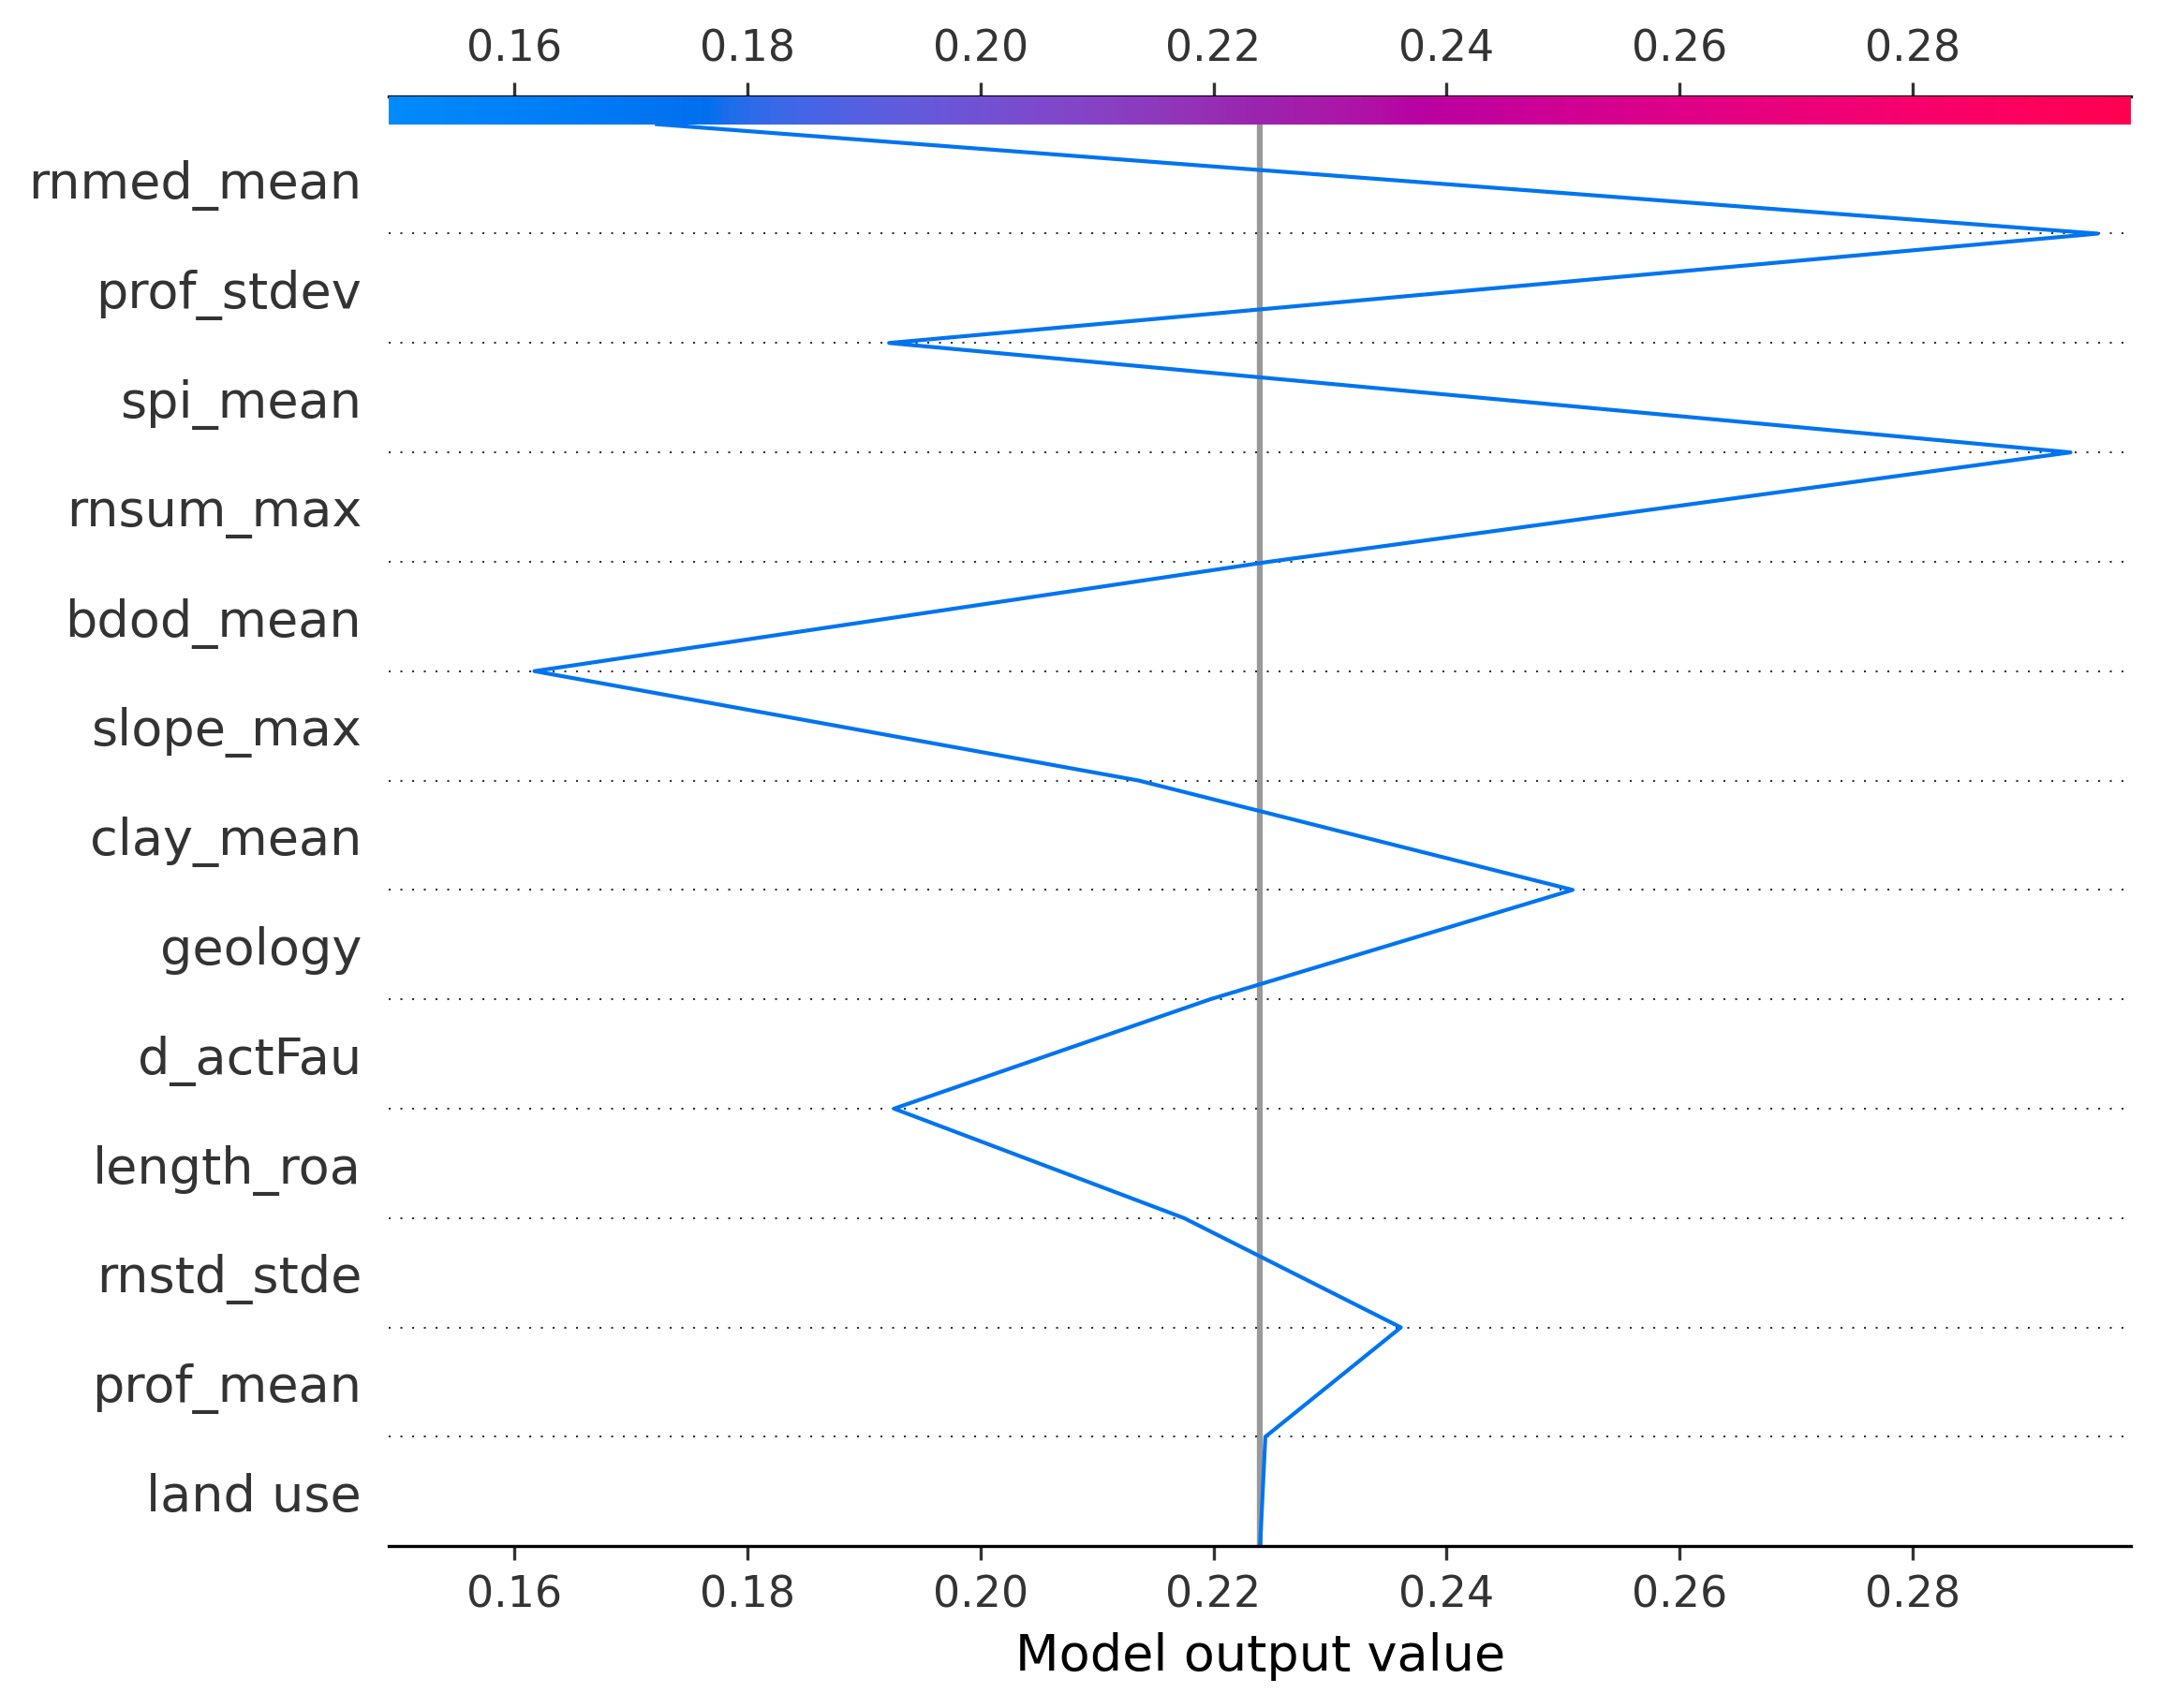 0.16 0.18 0.20 0.22 0.24 0.26 0.28
rnmed_mean
prof_stdev
spi_mean
rnsum_max
bdod_mean
slope_max
clay_mean
geology
d_actFau
length_roa
rnstd_stde
prof_mean
land use
0.16 0.18 0.20 0.22 0.24 0.26 0.28
Model output value